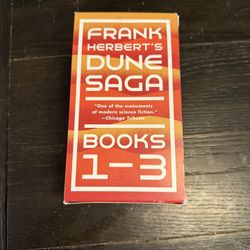 FRANK
HERBERT'S
DUNE
SAGA
"One of the monuments
of modern science fiction."
—Chicago Tribune
BOOKS
1–3